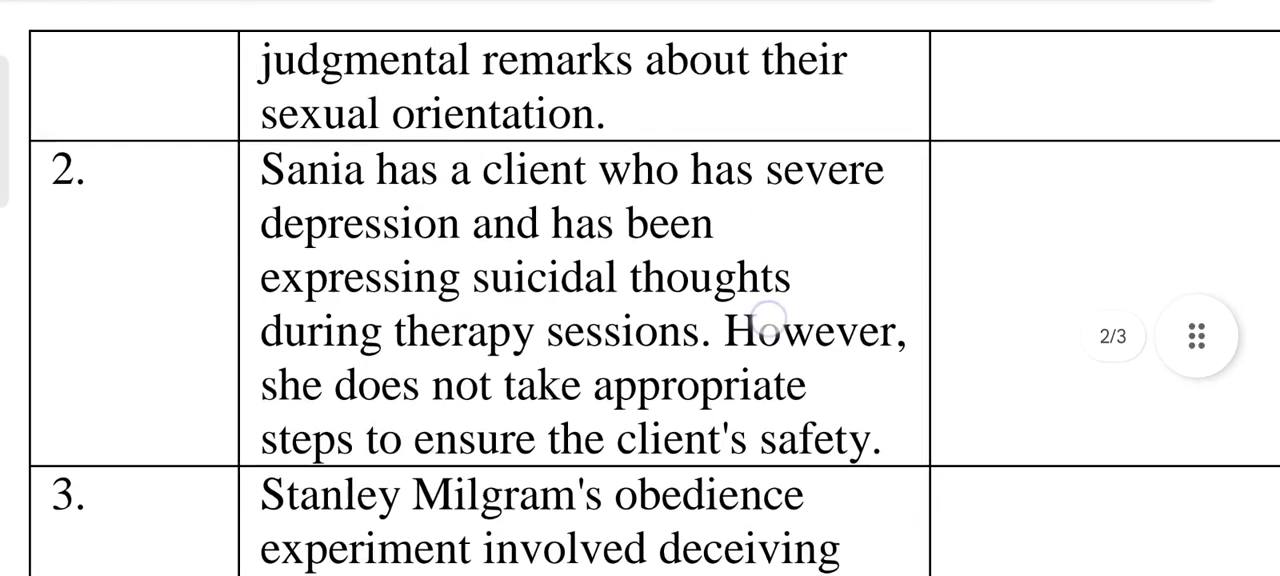 judgmental remarks about their
sexual orientation.
2.
Sania has a client who has severe
depression and has been
expressing suicidal thoughts
during therapy sessions. However,
she does not take appropriate
steps to ensure the client's safety.
2/3
3.
Stanley Milgram's obedience
experiment involved deceiving